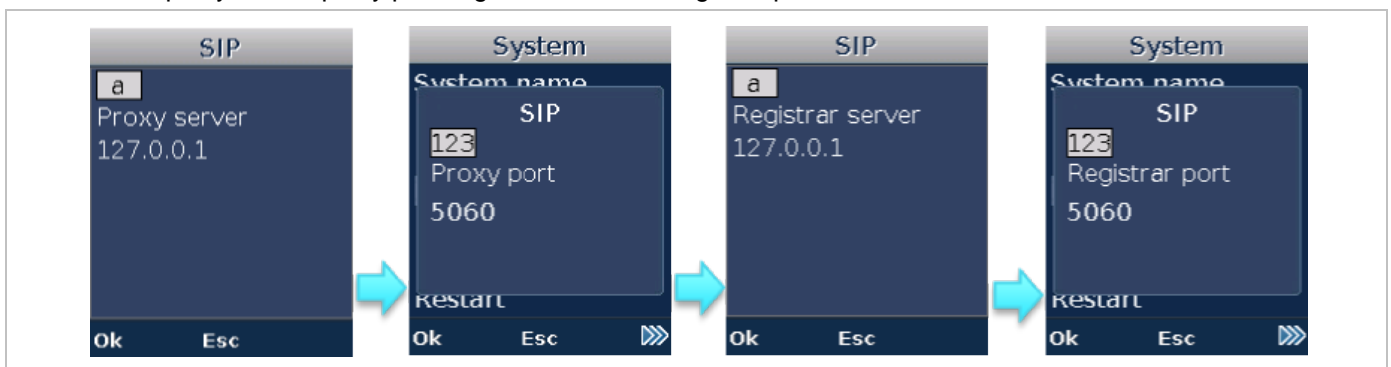 SIP
a
Proxy server
127.0.0.1
Ok Esc
System
System name
SIP
123
Proxy port
5060
Restart
Ok Esc
SIP
a
Registrar server
127.0.0.1
Ok Esc
System
System name
SIP
123
Registrar port
5060
Restart
Ok Esc